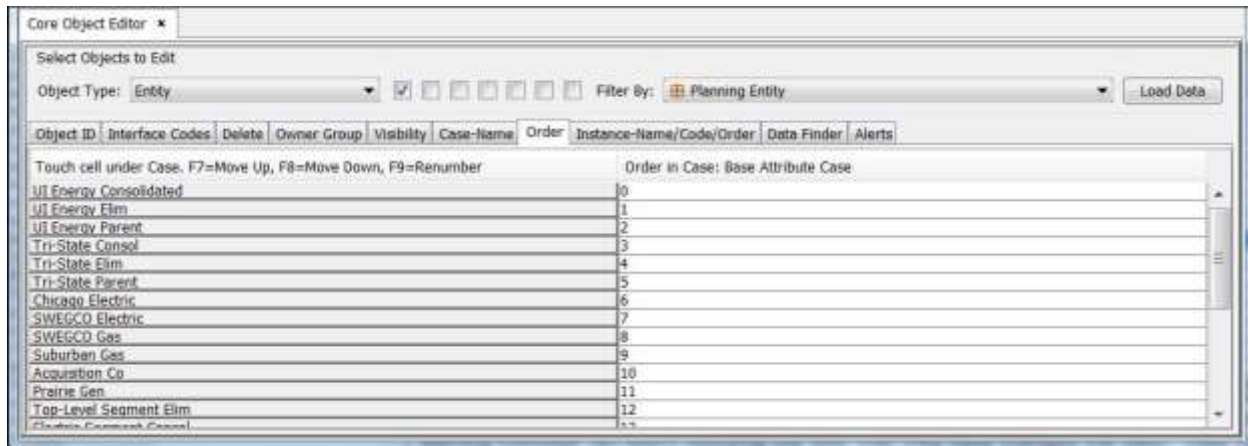 Core Object Editor ×
Select Objects to Edit
Object Type: Entity Filter By: Planning Entity Load Data
Object ID Interface Codes Delete Owner Group Visibility Case-Name Order Instance-Name/Code/Order Data Finder Alerts
Touch cell under Case. F7=Move Up, F8=Move Down, F9=Renumber Order in Case: Base Attribute Case
UI Energy Consolidated 0
UI Energy Elim 1
UI Energy Parent 2
Tri-State Consol 3
Tri-State Elim 4
Tri-State Parent 5
Chicago Electric 6
SWEGCO Electric 7
SWEGCO Gas 8
Suburban Gas 9
Acquisition Co 10
Prairie Gen 11
Top-Level Segment Elim 12
Electric Segment Consol 13